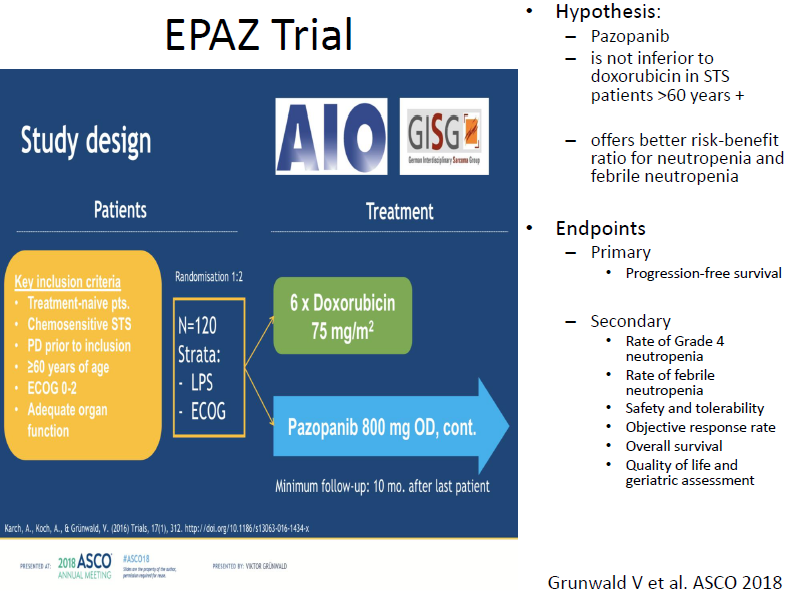 EPAZ Trial
Study design
AIO
GISG
German Interdisciplinary Sarcoma Group
Patients
Treatment
Key inclusion criteria
• Treatment-naive pts.
• Chemosensitive STS
• PD prior to inclusion
• ≥60 years of age
• ECOG 0-2
• Adequate organ
function
Randomisation 1:2
N=120
Strata:
- LPS
- ECOG
6 x Doxorubicin
75 mg/m²
Pazopanib 800 mg OD, cont.
Minimum follow-up: 10 mo. after last patient
Karch, A., Koch, A., & Grünwald, V. (2016) Trials, 17(1), 312. http://doi.org/10.1186/s13063-016-1434-x
PRESENTED AT:
2018 ASCO
ANNUAL MEETING
#ASCO18
Slides are the property of the author,
permission required for reuse.
PRESENTED BY: VIKTOR GRÜNWALD
• Hypothesis:
– Pazopanib
– is not inferior to
doxorubicin in STS
patients >60 years +
– offers better risk-benefit
ratio for neutropenia and
febrile neutropenia
• Endpoints
– Primary
• Progression-free survival
– Secondary
• Rate of Grade 4
neutropenia
• Rate of febrile
neutropenia
• Safety and tolerability
• Objective response rate
• Overall survival
• Quality of life and
geriatric assessment
Grunwald V et al. ASCO 2018